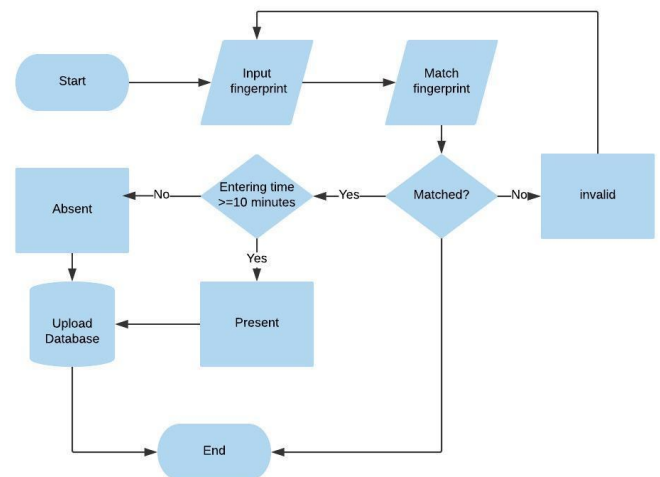 Start
Input
fingerprint
Match
fingerprint
Absent
No
Entering time
>=10 minutes
Yes
Matched?
No
invalid
Yes
Upload
Database
Present
End